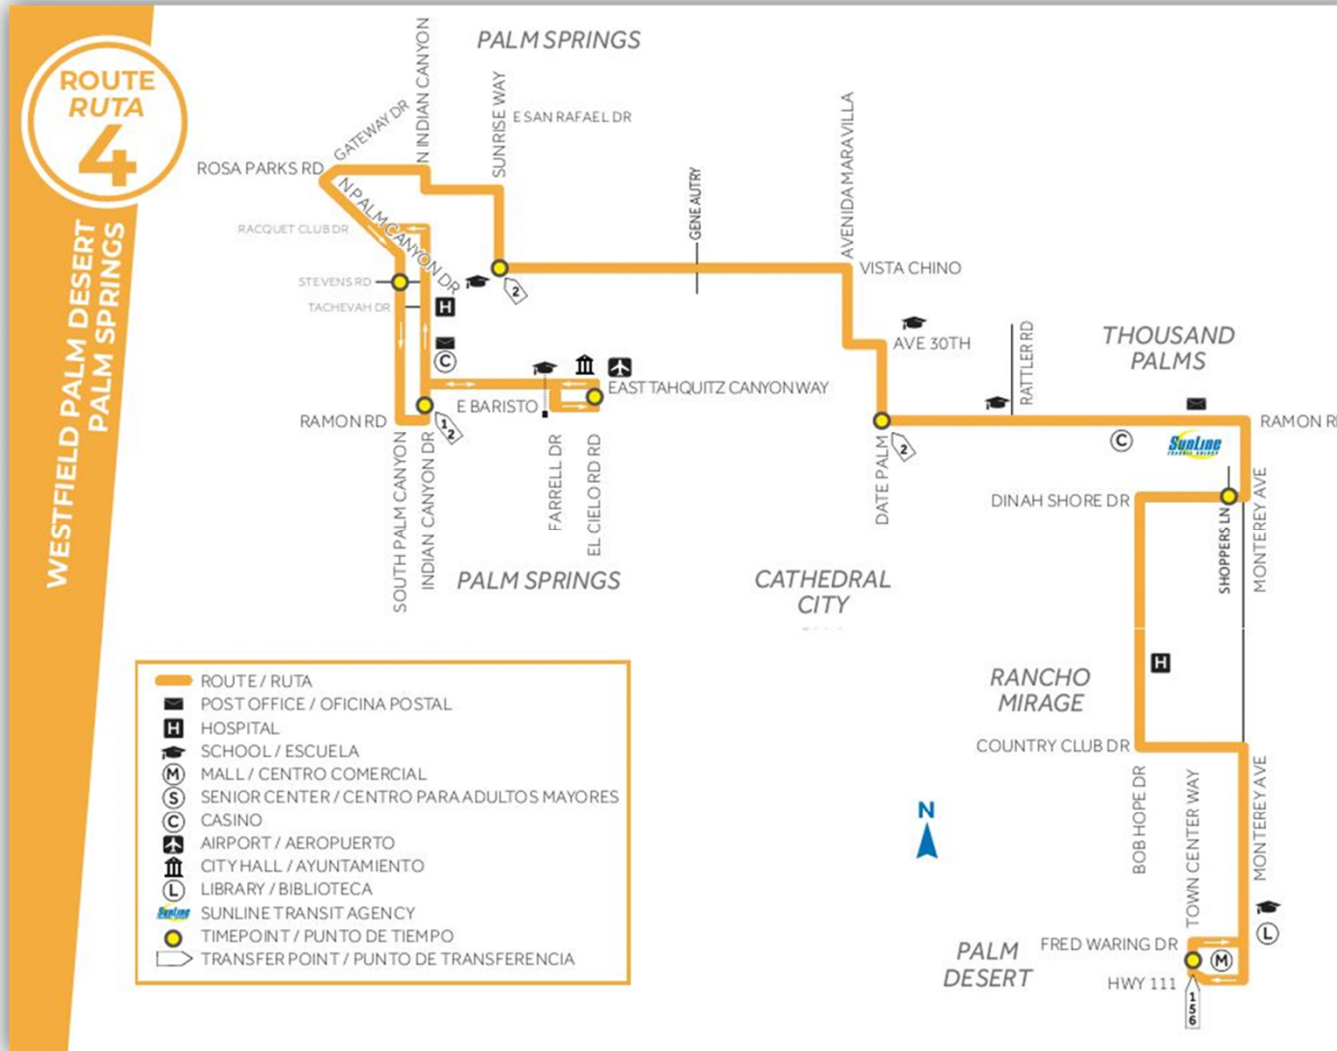 ROUTE
RUTA
4
WESTFIELD PALM DESERT
PALM SPRINGS
PALM SPRINGS
N INDIAN CANYON
SUNRISE WAY
E SAN RAFAEL DR
GATEWAY DR
ROSA PARKS RD
N PALM CANYON DR
RACQUET CLUB DR
STEVENS RD
TACHEVAH DR
GENE AUTRY
AVENIDA MARAVILLA
VISTA CHINO
2
H
C
AVE 30TH
RATTLER RD
THOUSAND
PALMS
EAST TAHQUITZ CANYON WAY
E BARISTO
RAMON RD
1
2
2
C
SunLine
RAMON R
SOUTH PALM CANYON
INDIAN CANYON DR
FARRELL DR
EL CIELO RD RD
DATE PALM
DINAH SHORE DR
SHOPPERS LN
MONTEREY AVE
PALM SPRINGS
CATHEDRAL
CITY
RANCHO
MIRAGE
H
COUNTRY CLUB DR
BOB HOPE DR
TOWN CENTER WAY
MONTEREY AVE
N
L
PALM
DESERT
FRED WARING DR
M
HWY 111
1
5
6
ROUTE / RUTA
POST OFFICE / OFICINA POSTAL
H HOSPITAL
SCHOOL / ESCUELA
M MALL / CENTRO COMERCIAL
S SENIOR CENTER / CENTRO PARA ADULTOS MAYORES
C CASINO
AIRPORT / AEROPUERTO
CITY HALL / AYUNTAMIENTO
L LIBRARY / BIBLIOTECA
SunLine SUNLINE TRANSIT AGENCY
TIMEPOINT / PUNTO DE TIEMPO
TRANSFER POINT / PUNTO DE TRANSFERENCIA